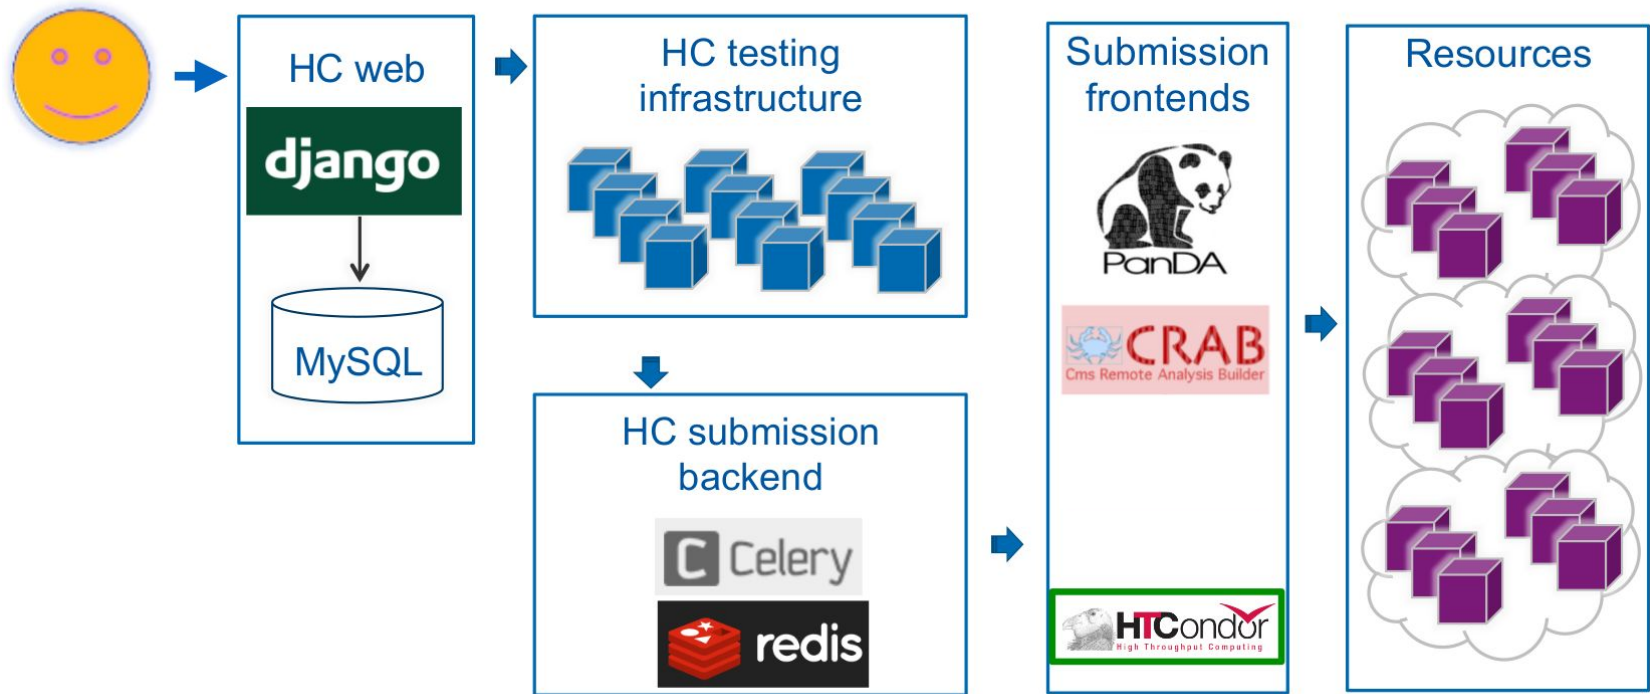 HC web
django
MySQL
HC testing
infrastructure
HC submission
backend
C Celery
redis
Submission
frontends
PanDA
CRAB
Cms Remote Analysis Builder
HTCondor
High Throughput Computing
Resources